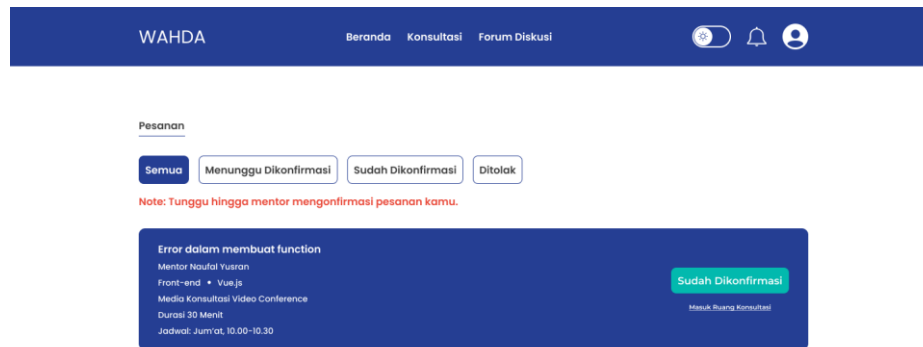 WAHDA Beranda Konsultasi Forum Diskusi
Pesanan
Semua Menunggu Dikonfirmasi Sudah Dikonfirmasi Ditolak
Note: Tunggu hingga mentor mengonfirmasi pesanan kamu.
Error dalam membuat function
Mentor Naufal Yusran
Front-end • Vue.js
Media Konsultasi Video Conference
Durasi 30 Menit
Jadwal: Jum'at, 10.00-10.30
Sudah Dikonfirmasi
Masuk Ruang Konsultasi